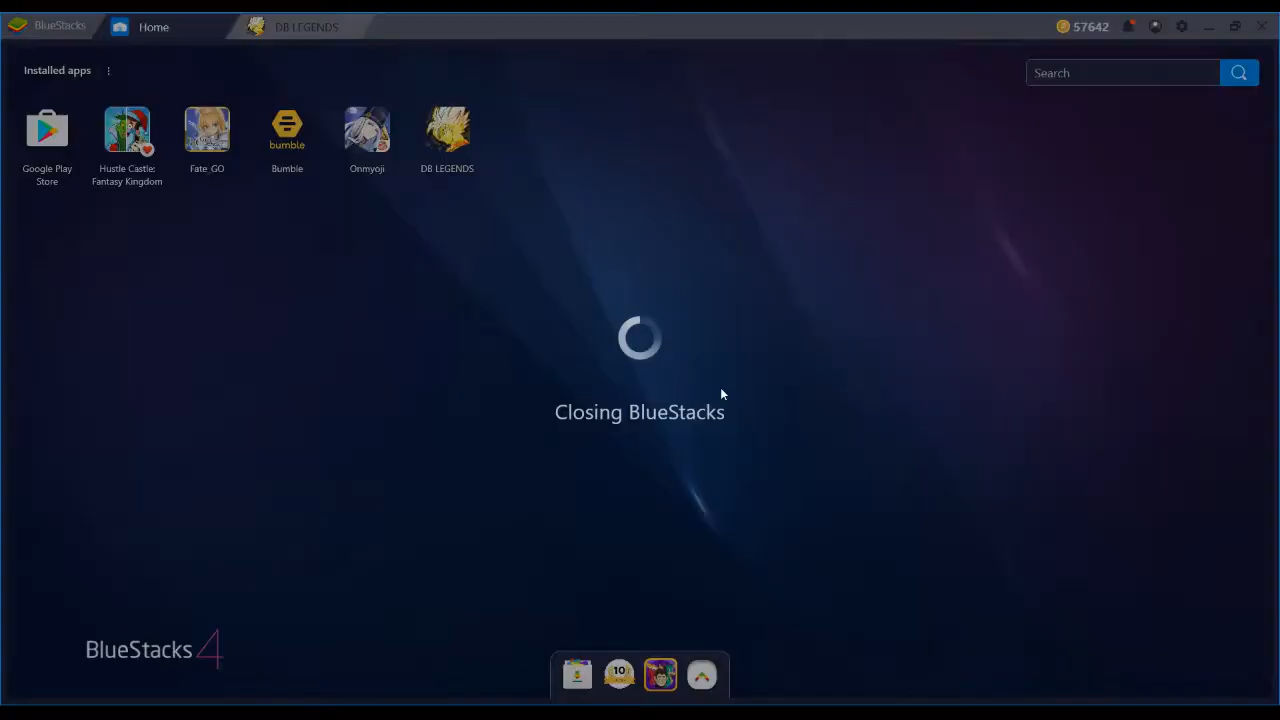 BlueStacks
Home
DB LEGENDS
57642
Installed apps
Search
Google Play
Store
Hustle Castle:
Fantasy Kingdom
Fate_GO
bumble
Bumble
Onmyoji
DB LEGENDS
Closing BlueStacks
BlueStacks 4
10